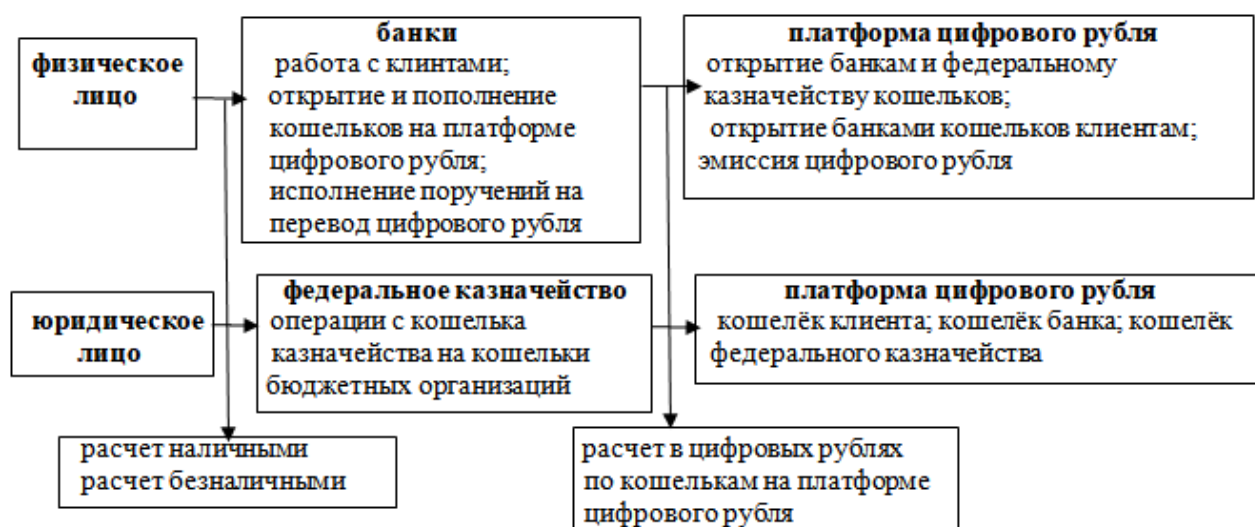 физическое
лицо
банки
работа с клинтами;
открытие и пополнение
кошельков на платформе
цифрового рубля;
исполнение поручений на
перевод цифрового рубля
платформа цифрового рубля
открытие банкам и федеральному
казначейству кошельков;
открытие банками кошельков клиентам;
эмиссия цифрового рубля
юридическое
лицо
федеральное казначейство
операции с кошелька
казначейства на кошельки
бюджетных организаций
платформа цифрового рубля
кошелёк клиента; кошелёк банка; кошелёк
федерального казначейства
расчет наличными
расчет безналичными
расчет в цифровых рублях
по кошелькам на платформе
цифрового рубля